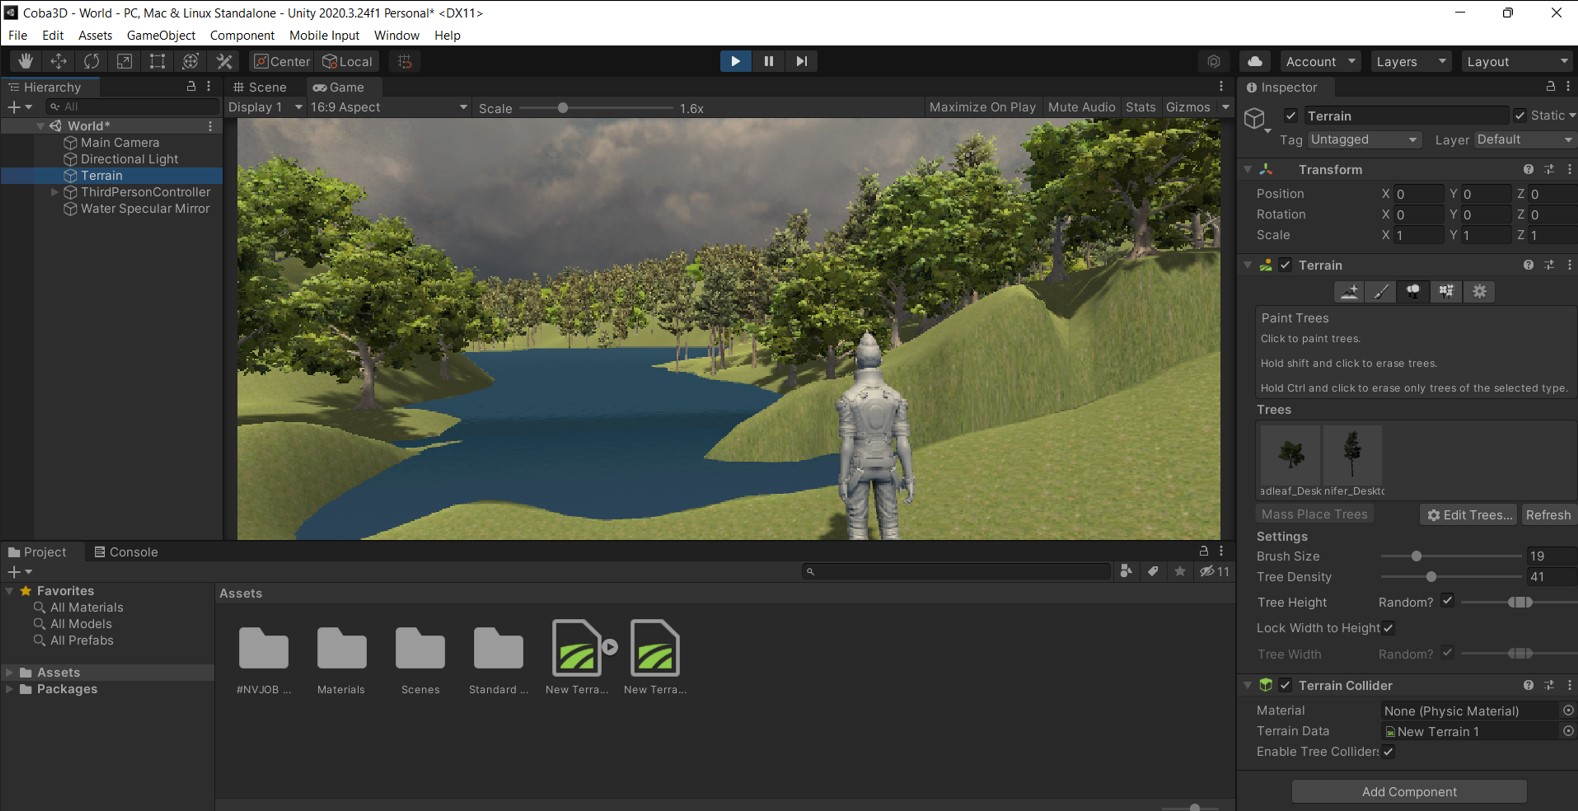 Coba3D - World - PC, Mac & Linux Standalone - Unity 2020.3.24f1 Personal* <DX11>
File Edit Assets GameObject Component Mobile Input Window Help
Center Local Account Layers Layout
Hierarchy
All
World*
Main Camera
Directional Light
Terrain
ThirdPersonController
Water Specular Mirror
Scene Game
Display 1 16:9 Aspect Scale 1.6x Maximize On Play Mute Audio Stats Gizmos
Inspector
Terrain Static
Tag Untagged Layer Default
Transform
Position X 0 Y 0 Z 0
Rotation X 0 Y 0 Z 0
Scale X 1 Y 1 Z 1
Terrain
Paint Trees
Click to paint trees.
Hold shift and click to erase trees.
Hold Ctrl and click to erase only trees of the selected type.
Trees
adleaf_Desk nifer_Deskto
Mass Place Trees Edit Trees... Refresh
Settings
Brush Size 19
Tree Density 41
Tree Height Random?
Lock Width to Height
Tree Width Random?
Terrain Collider
Material None (Physic Material)
Terrain Data New Terrain 1
Enable Tree Colliders
Add Component
Project Console
11
Favorites
All Materials
All Models
All Prefabs
Assets
Packages
Assets
#NVJOB ... Materials Scenes Standard ... New Terra... New Terra...